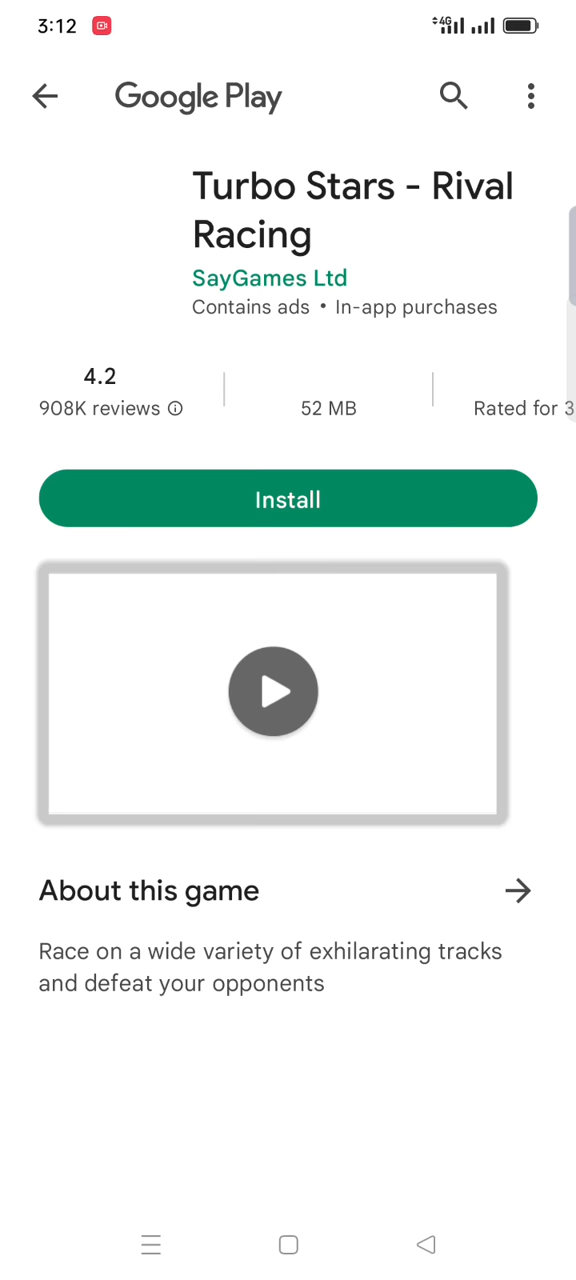 3:12
4G
Google Play
Turbo Stars - Rival
Racing
SayGames Ltd
Contains ads • In-app purchases
4.2
908K reviews
52 MB
Rated for 3
Install
About this game
Race on a wide variety of exhilarating tracks
and defeat your opponents